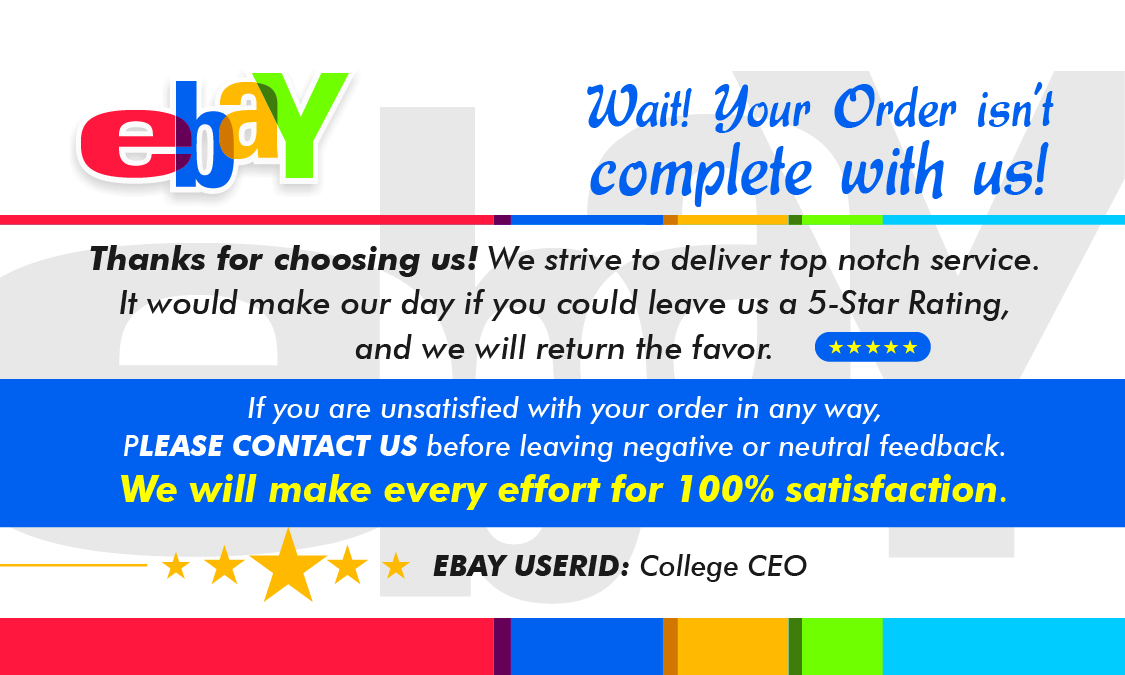 ebaY
Wait! Your Order isn't
complete with us!
Thanks for choosing us! We strive to deliver top notch service.
It would make our day if you could leave us a 5-Star Rating,
and we will return the favor.
If you are unsatisfied with your order in any way,
PLEASE CONTACT US before leaving negative or neutral feedback.
We will make every effort for 100% satisfaction.
EBAY USERID: College CEO